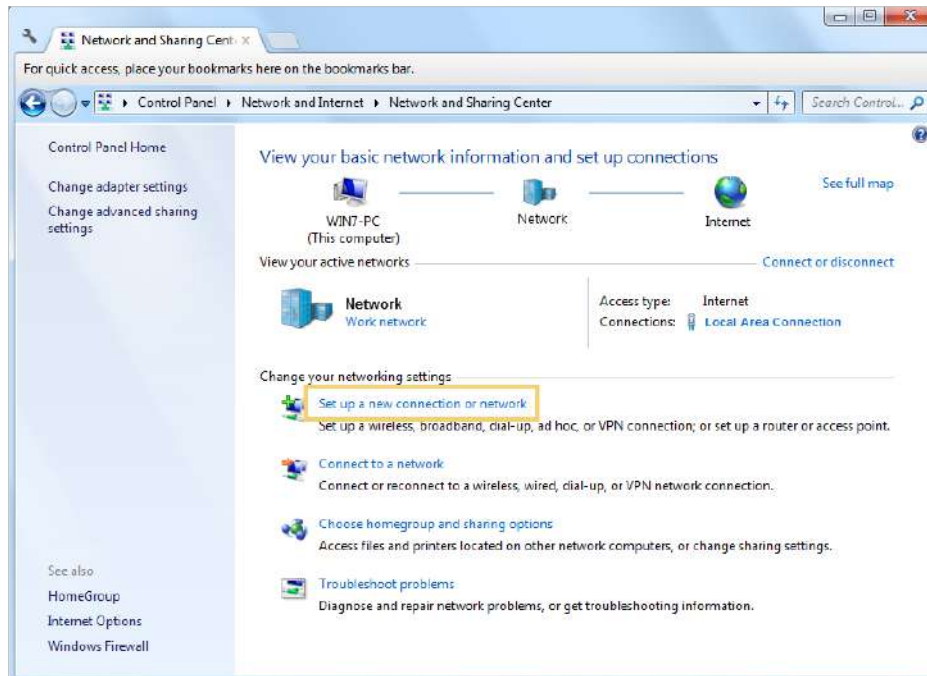 Network and Sharing Cent
For quick access, place your bookmarks here on the bookmarks bar.
Control Panel Network and Internet Network and Sharing Center
Search Control...
Control Panel Home
Change adapter settings
Change advanced sharing
settings
See also
HomeGroup
Internet Options
Windows Firewall
View your basic network information and set up connections
See full map
WIN7-PC
(This computer)
Network
Internet
View your active networks
Connect or disconnect
Network
Work network
Access type: Internet
Connections: Local Area Connection
Change your networking settings
Set up a new connection or network
Set up a wireless, broadband, dial-up, ad hoc, or VPN connection; or set up a router or access point.
Connect to a network
Connect or reconnect to a wireless, wired, dial-up, or VPN network connection.
Choose homegroup and sharing options
Access files and printers located on other network computers, or change sharing settings.
Troubleshoot problems
Diagnose and repair network problems, or get troubleshooting information.